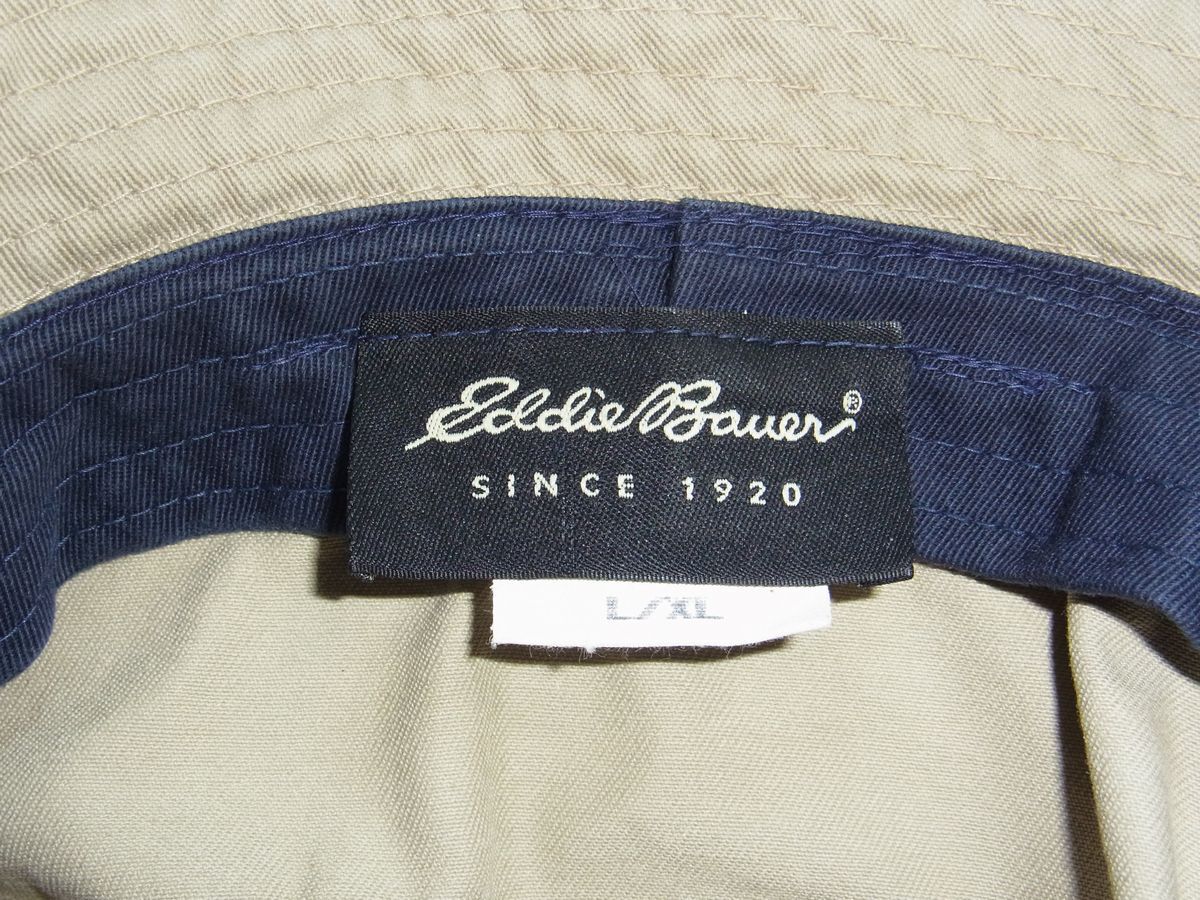 Eddie Bauer®
SINCE 1920
L/XL